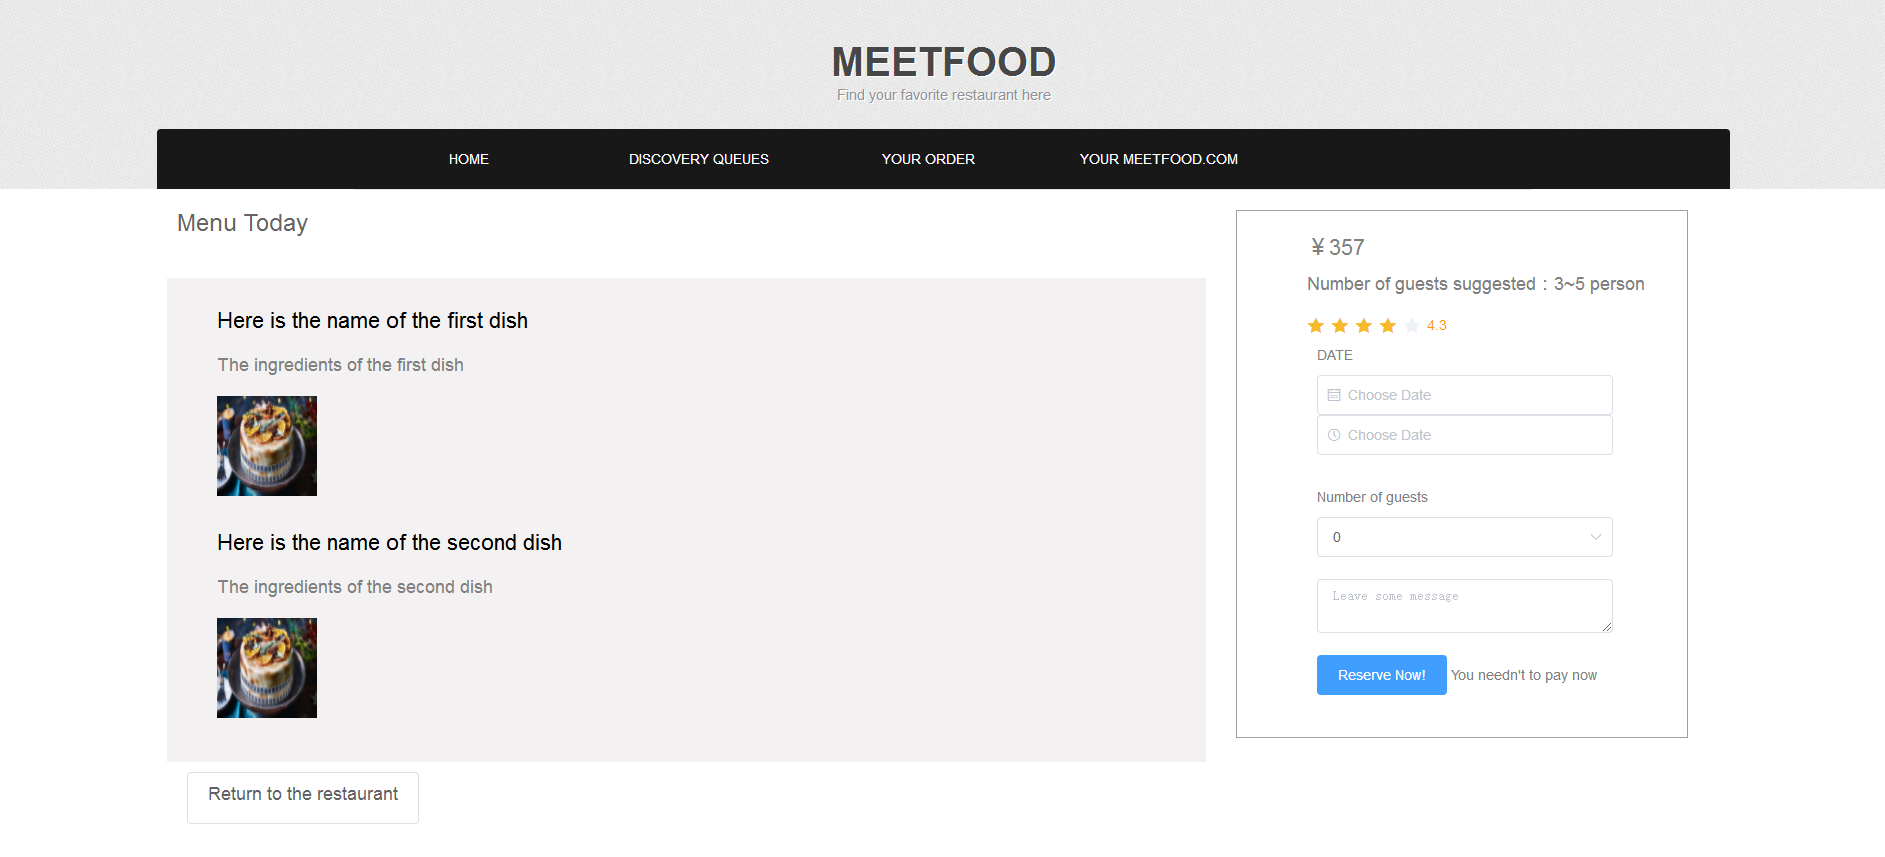 MEETFOOD
Find your favorite restaurant here
HOME DISCOVERY QUEUES YOUR ORDER YOUR MEETFOOD.COM
Menu Today
Here is the name of the first dish
The ingredients of the first dish
Here is the name of the second dish
The ingredients of the second dish
Return to the restaurant
￥357
Number of guests suggested：3~5 person
4.3
DATE
Choose Date
Choose Date
Number of guests
0
Leave some message
Reserve Now! You needn't to pay now